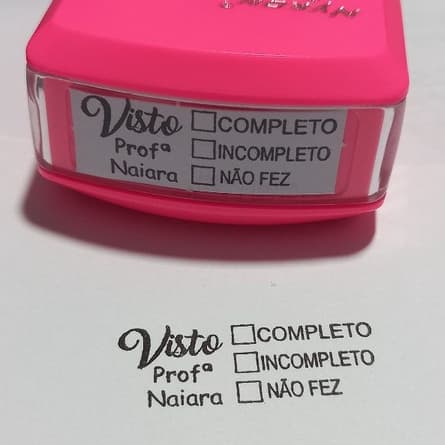 Visto ☐ COMPLETO
Profª ☐ INCOMPLETO
Naiara ☐ NÃO FEZ
Visto ☐ COMPLETO
Profª ☐ INCOMPLETO
Naiara ☐ NÃO FEZ